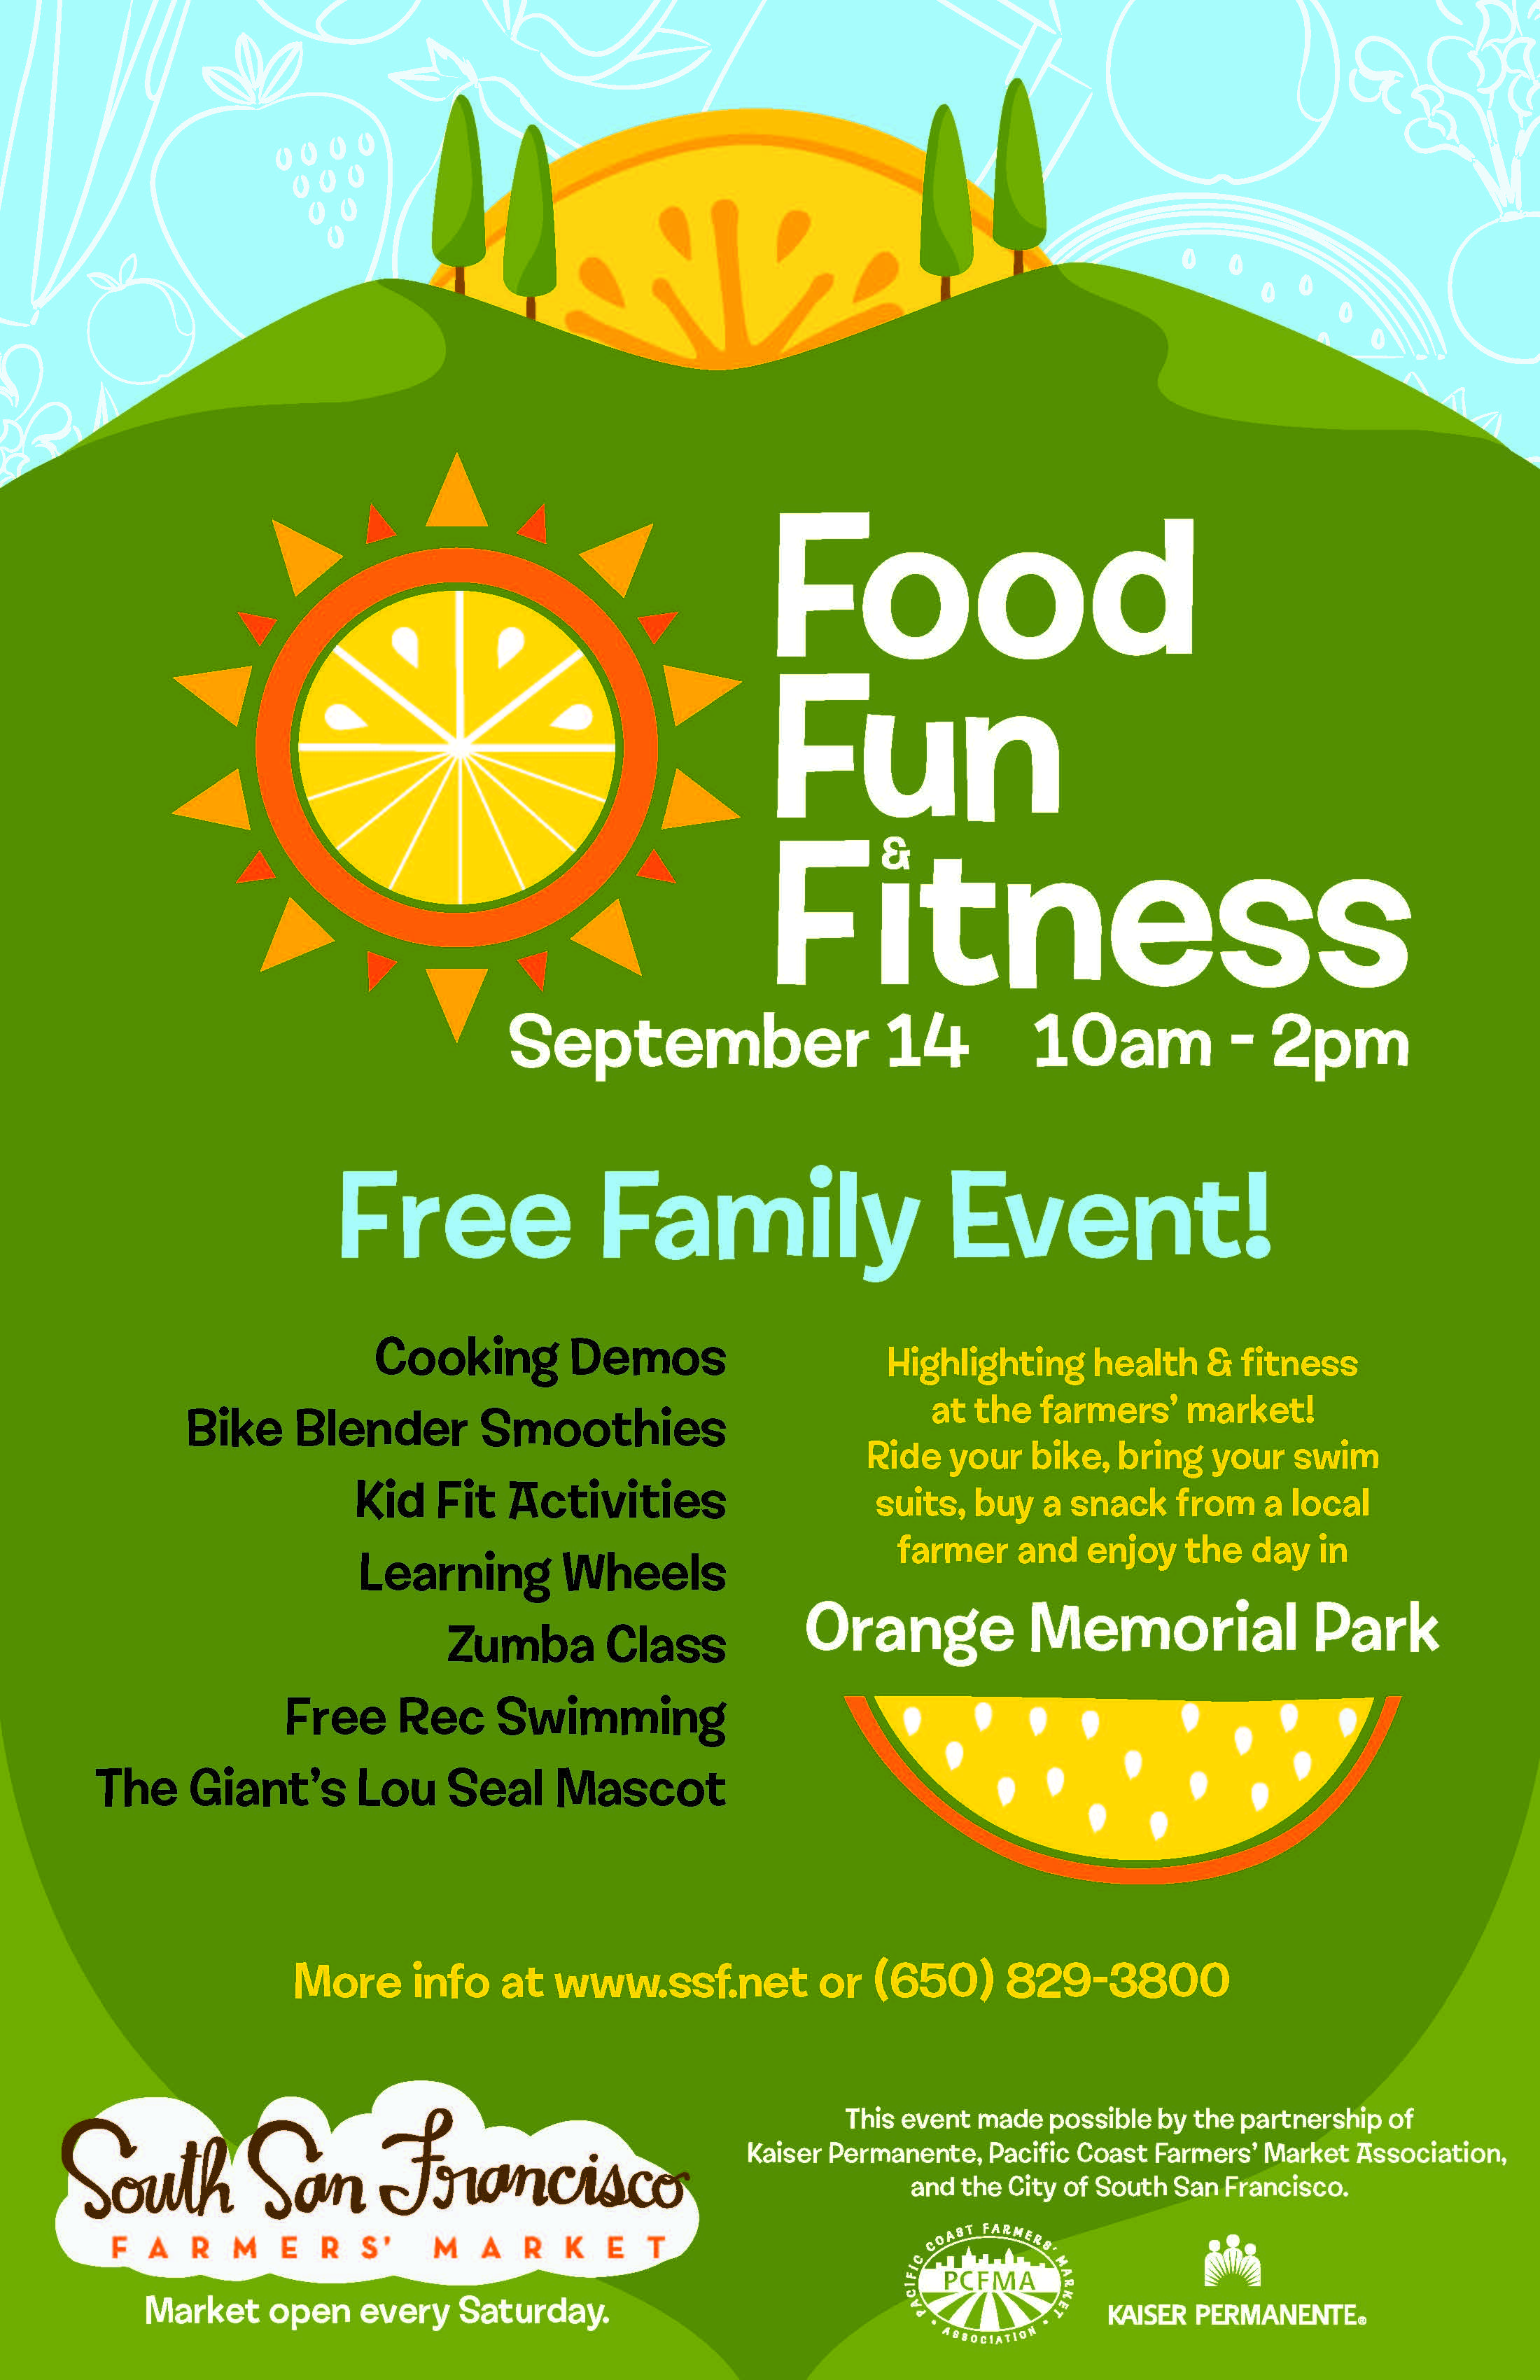 Food
Fun
&
Fitness
September 14 10am - 2pm
Free Family Event!
Cooking Demos
Bike Blender Smoothies
Kid Fit Activities
Learning Wheels
Zumba Class
Free Rec Swimming
The Giant's Lou Seal Mascot
Highlighting health & fitness
at the farmers' market!
Ride your bike, bring your swim
suits, buy a snack from a local
farmer and enjoy the day in
Orange Memorial Park
More info at www.ssf.net or (650) 829-3800
South San Francisco
FARMERS' MARKET
Market open every Saturday.
This event made possible by the partnership of
Kaiser Permanente, Pacific Coast Farmers' Market Association,
and the City of South San Francisco.
PACIFIC COAST FARMERS' MARKET
PCFMA
• ASSOCIATION •
KAISER PERMANENTE®